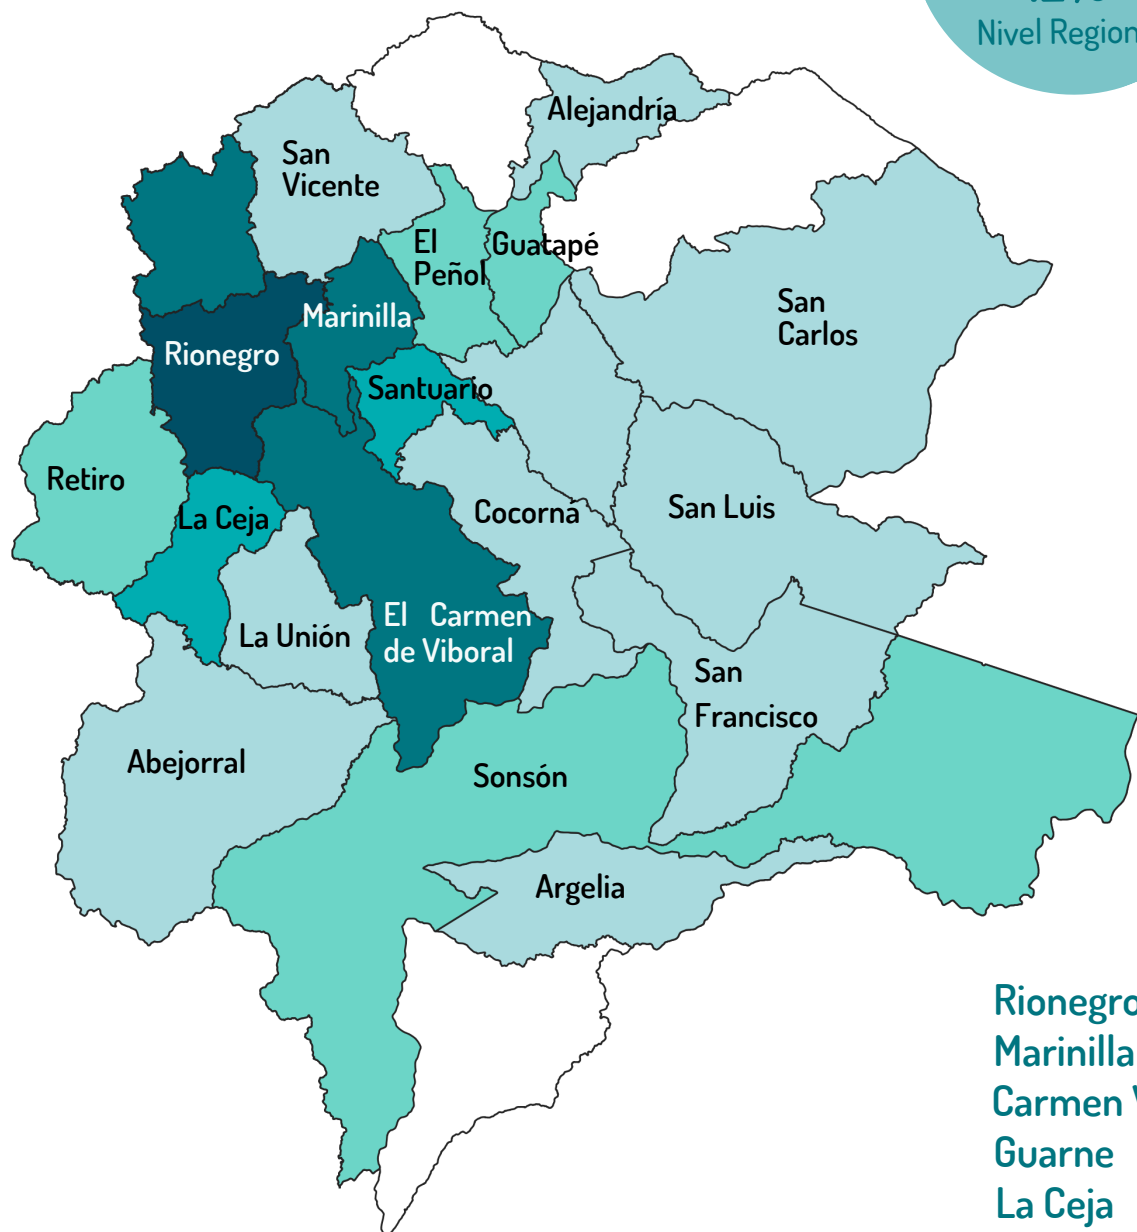 Nivel Region
Alejandría
San
Vicente
El
Peñol
Guatapé
San
Carlos
Marinilla
Rionegro
Santuario
Retiro
La Ceja
Cocorná
San Luis
El Carmen
de Viboral
La Unión
San
Francisco
Abejorral
Sonsón
Argelia
Rionegro
Marinilla
Carmen
Guarne
La Ceja